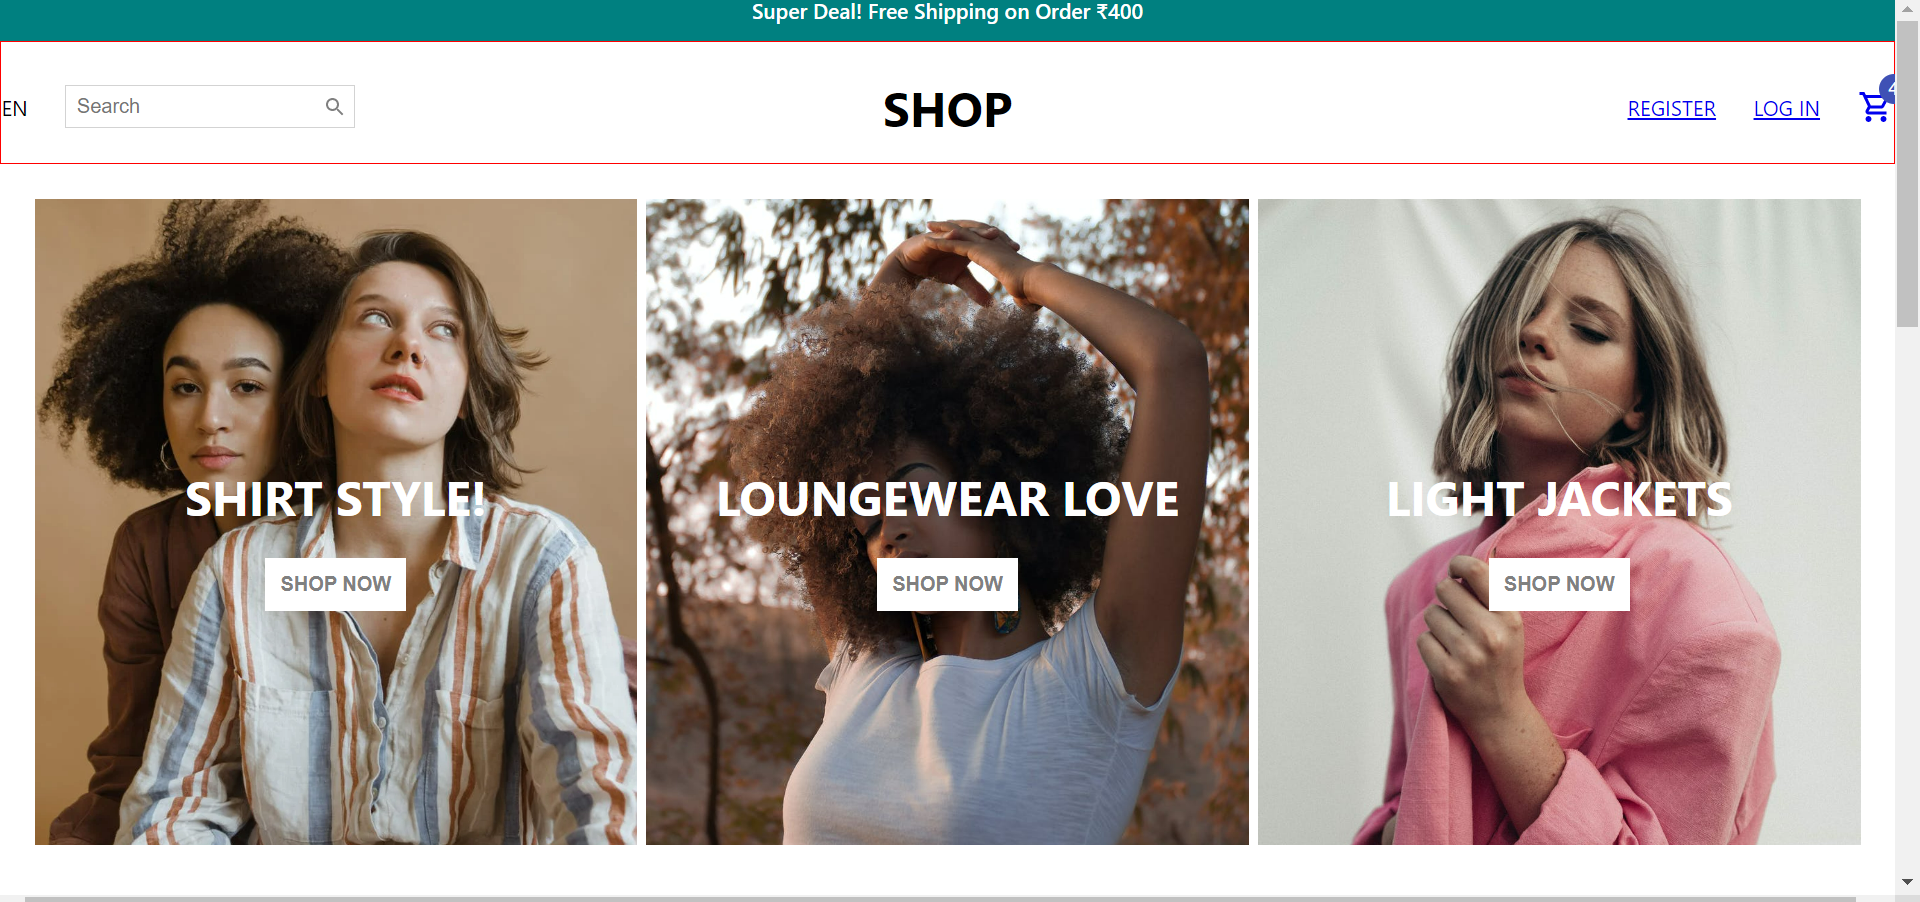 Super Deal! Free Shipping on Order ₹400
EN
Search
SHOP
REGISTER
LOG IN
4
SHIRT STYLE!
SHOP NOW
LOUNGEWEAR LOVE
SHOP NOW
LIGHT JACKETS
SHOP NOW